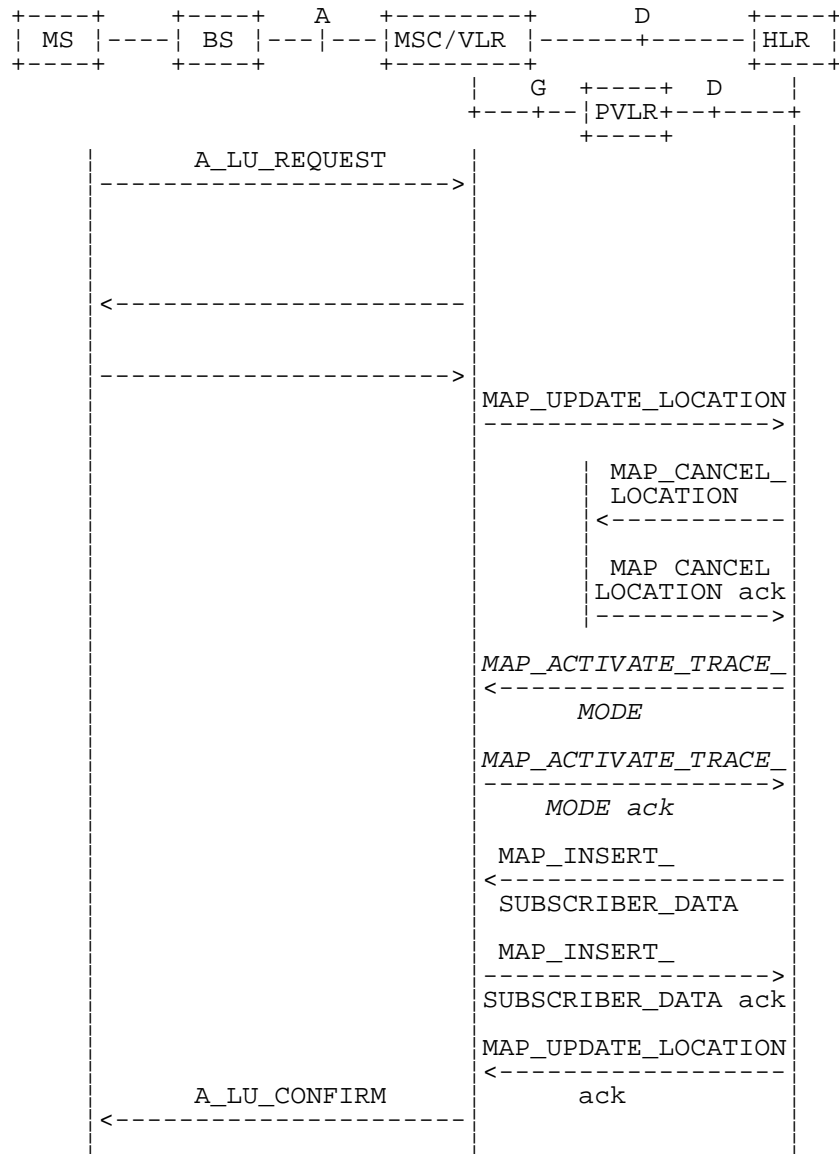 A D
MS BS MSC/VLR HLR
G D
PVLR
A_LU_REQUEST
MAP_UPDATE_LOCATION
MAP_CANCEL_
LOCATION
MAP CANCEL
LOCATION ack
MAP_ACTIVATE_TRACE_
MODE
MAP_ACTIVATE_TRACE_
MODE ack
MAP_INSERT_
SUBSCRIBER_DATA
MAP_INSERT_
SUBSCRIBER_DATA ack
MAP_UPDATE_LOCATION
A_LU_CONFIRM ack